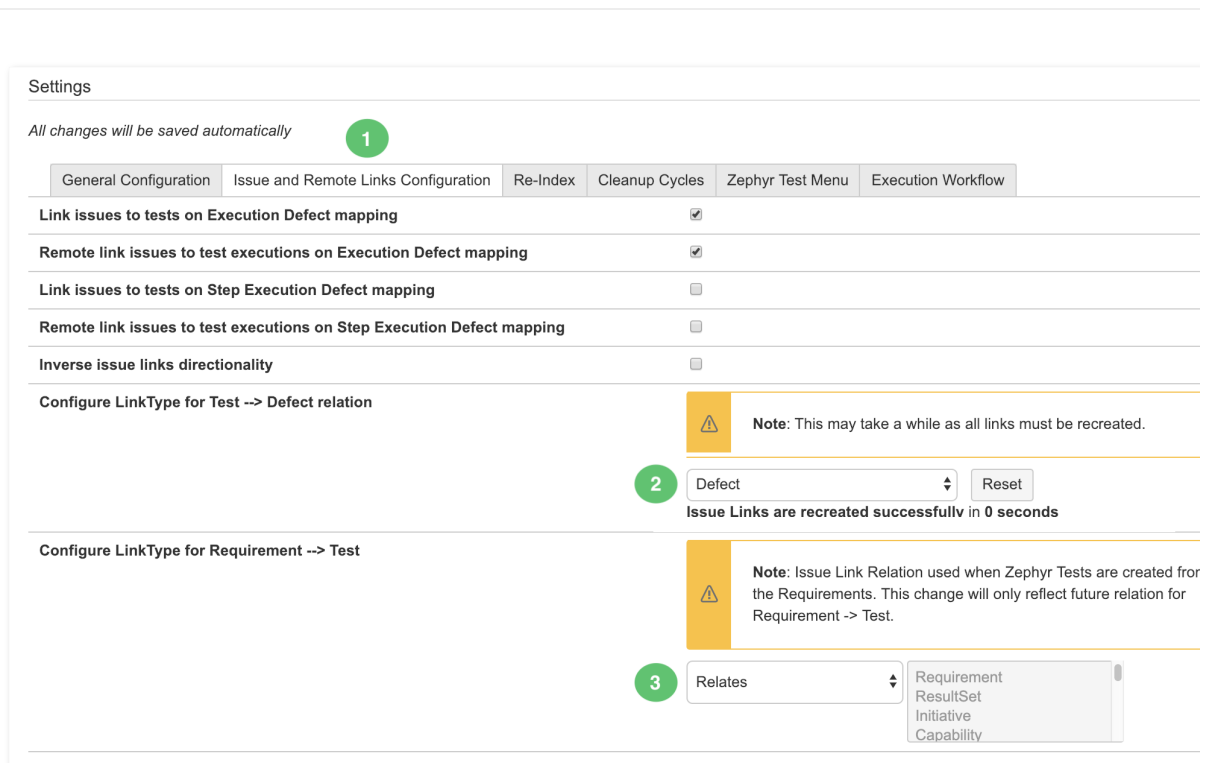 Settings
All changes will be saved automatically
1
General Configuration Issue and Remote Links Configuration Re-Index Cleanup Cycles Zephyr Test Menu Execution Workflow
Link issues to tests on Execution Defect mapping
Remote link issues to test executions on Execution Defect mapping
Link issues to tests on Step Execution Defect mapping
Remote link issues to test executions on Step Execution Defect mapping
Inverse issue links directionality
Configure LinkType for Test --> Defect relation
Note: This may take a while as all links must be recreated.
2
Defect Reset
Issue Links are recreated successfully in 0 seconds
Configure LinkType for Requirement --> Test
Note: Issue Link Relation used when Zephyr Tests are created from
the Requirements. This change will only reflect future relation for
Requirement -> Test.
3
Relates
Requirement
ResultSet
Initiative
Capability